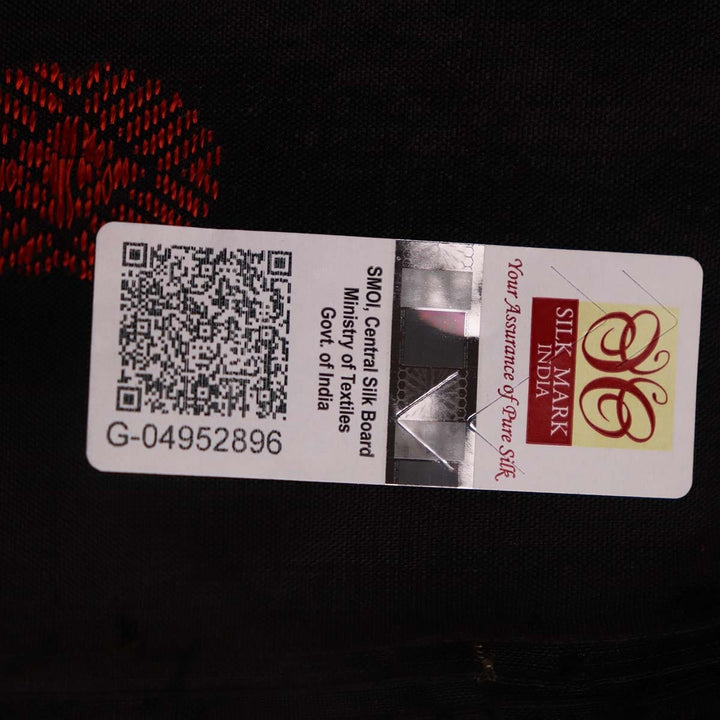 G-04952896
SMOI, Central Silk Board
Ministry of Textiles
Govt. of India
Your Assurance of Pure Silk
SILK MARK
INDIA